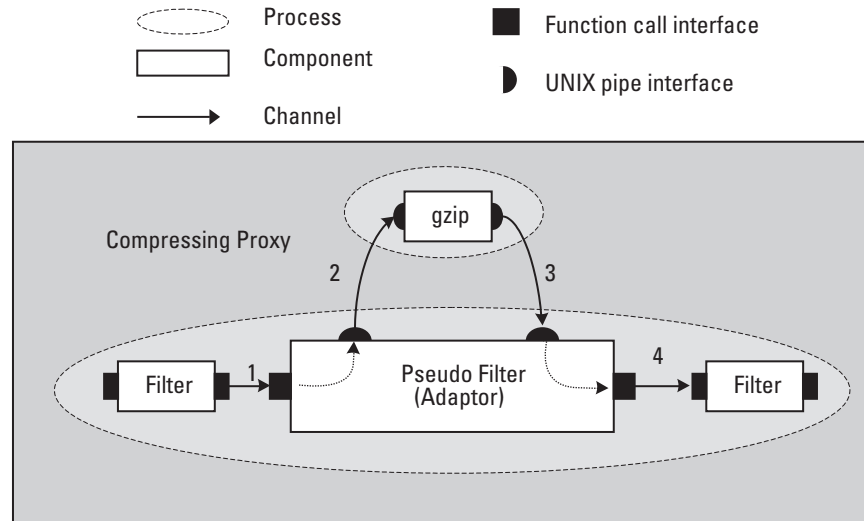 Process
Function call interface
Component
UNIX pipe interface
Channel
gzip
Compressing Proxy
2
3
1
4
Filter
Pseudo Filter
(Adaptor)
Filter